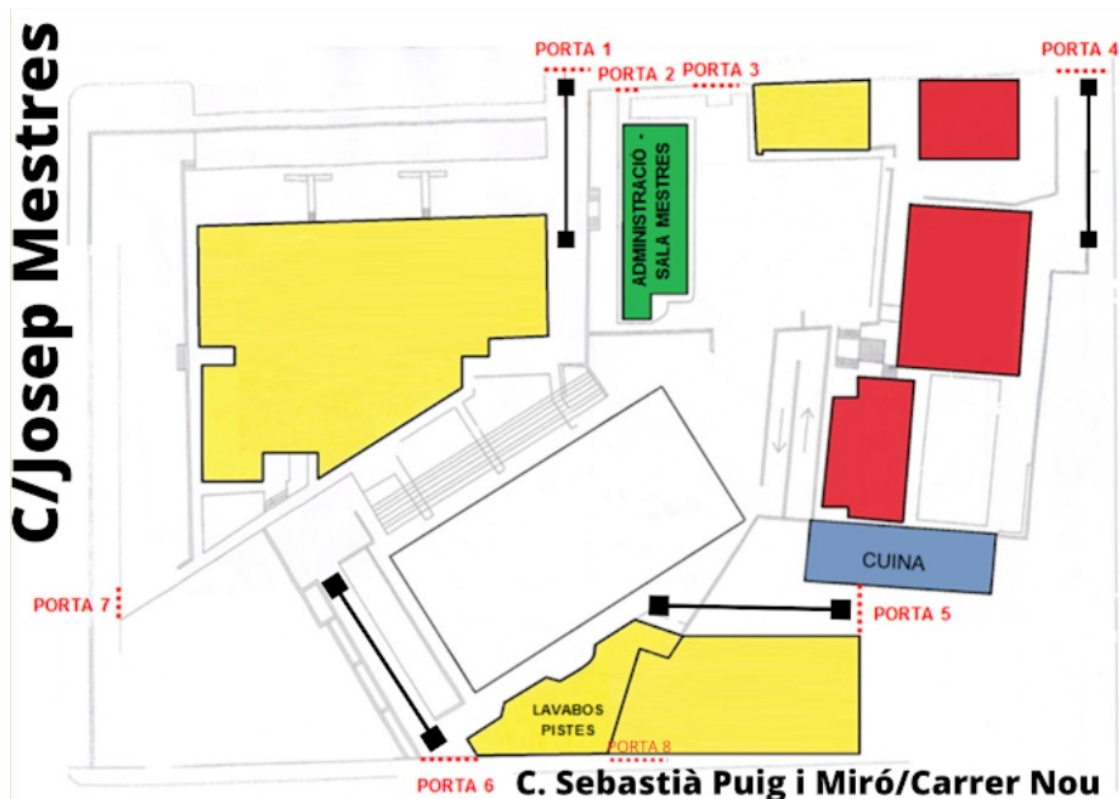 C/Josep Mestres
PORTA 1
PORTA 2
PORTA 3
PORTA 4
ADMINISTRACIÓ -
SALA MESTRES
CUINA
PORTA 7
PORTA 5
LAVABOS
PISTES
PORTA 8
PORTA 6
C. Sebastià Puig i Miró/Carrer Nou